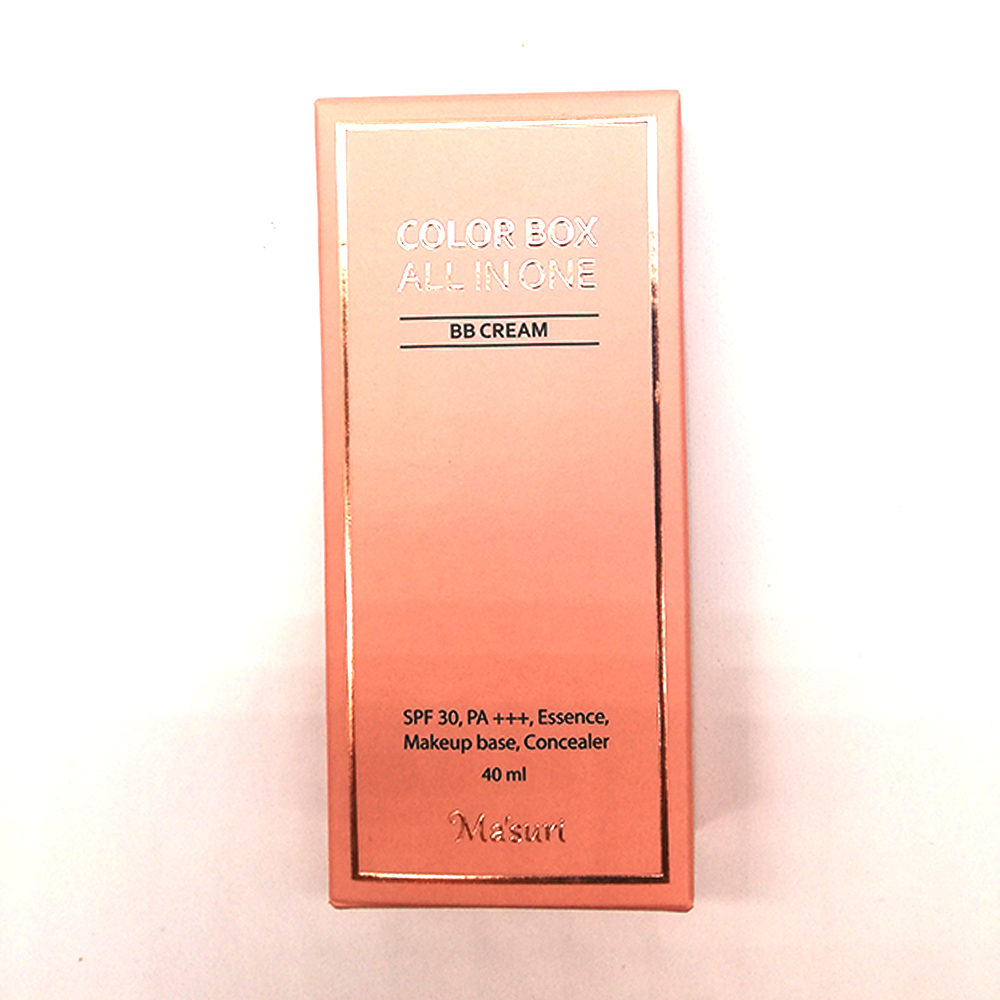 COLOR BOX
ALL IN ONE
BB CREAM
SPF 30, PA +++, Essence,
Makeup base, Concealer
40 ml
Ma'suri